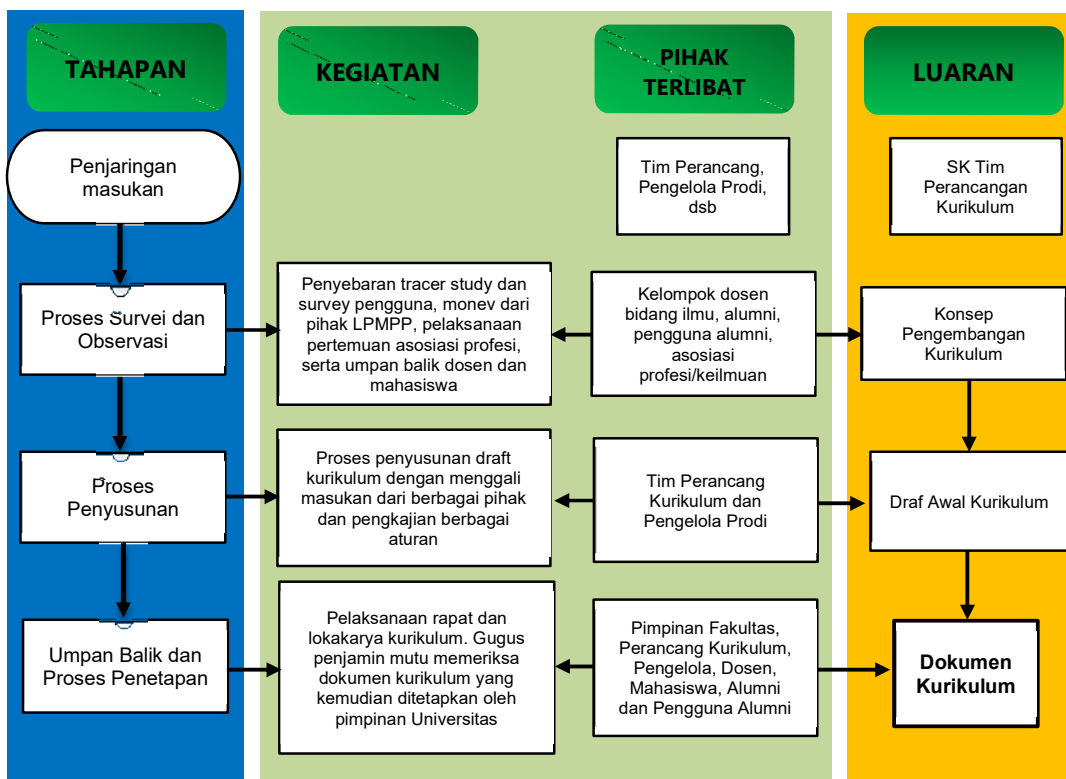 TAHAPAN
KEGIATAN
PIHAK
TERLIBAT
LUARAN
Penjaringan
masukan
Tim Perancang,
Pengelola Prodi,
dsb
SK Tim
Perancangan
Kurikulum
Proses Survei dan
Observasi
Penyebaran tracer study dan
survey pengguna, monev dari
pihak LPMPP, pelaksanaan
pertemuan asosiasi profesi,
serta umpan balik dosen dan
mahasiswa
Kelompok dosen
bidang ilmu, alumni,
pengguna alumni,
asosiasi
profesi/keilmuan
Konsep
Pengembangan
Kurikulum
Proses
Penyusunan
Proses penyusunan draft
kurikulum dengan menggali
masukan dari berbagai pihak
dan pengkajian berbagai
aturan
Tim Perancang
Kurikulum dan
Pengelola Prodi
Draf Awal Kurikulum
Umpan Balik dan
Proses Penetapan
Pelaksanaan rapat dan
lokakarya kurikulum. Gugus
penjamin mutu memeriksa
dokumen kurikulum yang
kemudian ditetapkan oleh
pimpinan Universitas
Pimpinan Fakultas,
Perancang Kurikulum,
Pengelola, Dosen,
Mahasiswa, Alumni
dan Pengguna Alumni
Dokumen
Kurikulum